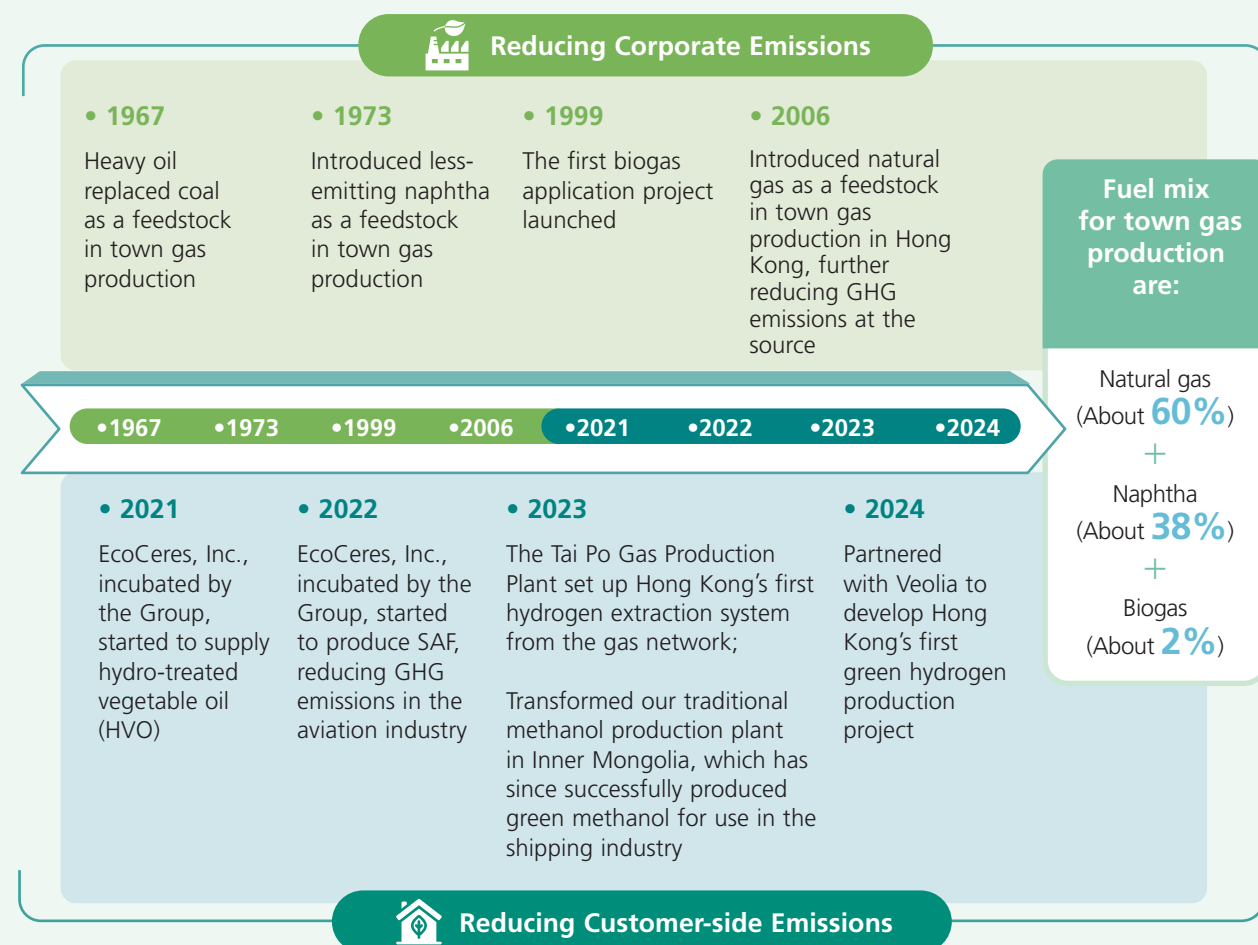 Reducing Corporate Emissions
• 1967
Heavy oil
replaced coal
as a feedstock
in town gas
production
• 1973
Introduced less-
emitting naphtha
as a feedstock
in town gas
production
• 1999
The first biogas
application project
launched
• 2006
Introduced natural
gas as a feedstock
in town gas
production in Hong
Kong, further
reducing GHG
emissions at the
source
•1967 •1973 •1999 •2006 •2021 •2022 •2023 •2024
• 2021
EcoCeres, Inc.,
incubated by
the Group,
started to supply
hydro-treated
vegetable oil
(HVO)
• 2022
EcoCeres, Inc.,
incubated by the
Group, started
to produce SAF,
reducing GHG
emissions in the
aviation industry
• 2023
The Tai Po Gas Production
Plant set up Hong Kong’s first
hydrogen extraction system
from the gas network;
Transformed our traditional
methanol production plant
in Inner Mongolia, which has
since successfully produced
green methanol for use in the
shipping industry
• 2024
Partnered
with Veolia to
develop Hong
Kong’s first
green hydrogen
production
project
Fuel mix
for town gas
production
are:
Natural gas
(About 60%)
+
Naphtha
(About 38%)
+
Biogas
(About 2%)
Reducing Customer-side Emissions